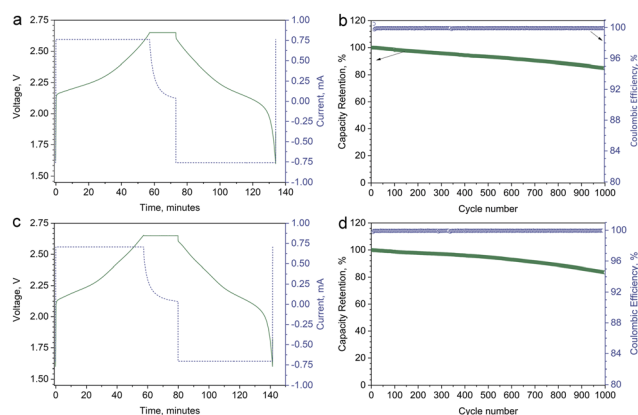 a
2.75
2.50
2.25
2.00
1.75
1.50
Voltage, V
0 20 40 60 80 100 120 140
Time, minutes
1.00
0.75
0.50
0.25
0.00
-0.25
-0.50
-0.75
-1.00
Current, mA
b
120
100
80
60
40
20
0
Capacity Retention, %
0 100 200 300 400 500 600 700 800 900 1000
Cycle number
100
96
92
88
84
80
Coulombic Efficiency, %
c
2.75
2.50
2.25
2.00
1.75
1.50
Voltage, V
0 20 40 60 80 100 120 140
Time, minutes
1.00
0.75
0.50
0.25
0.00
-0.25
-0.50
-0.75
-1.00
Current, mA
d
120
100
80
60
40
20
0
Capacity Retention, %
0 100 200 300 400 500 600 700 800 900 1000
Cycle number
100
96
92
88
84
80
Coulombic Efficiency, %